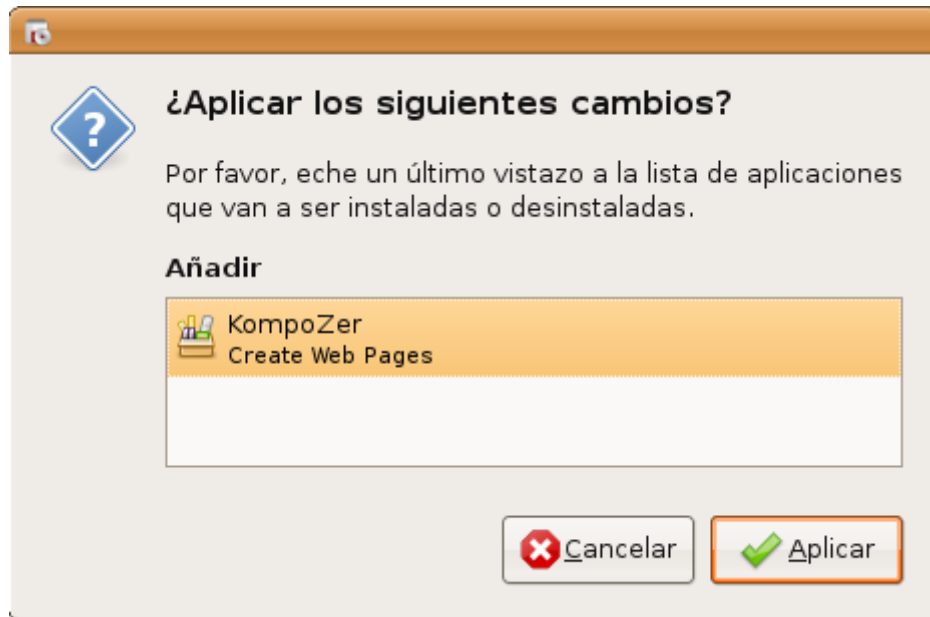 ¿Aplicar los siguientes cambios?
Por favor, eche un último vistazo a la lista de aplicaciones
que van a ser instaladas o desinstaladas.
Añadir
KompoZer
Create Web Pages
Cancelar
Aplicar